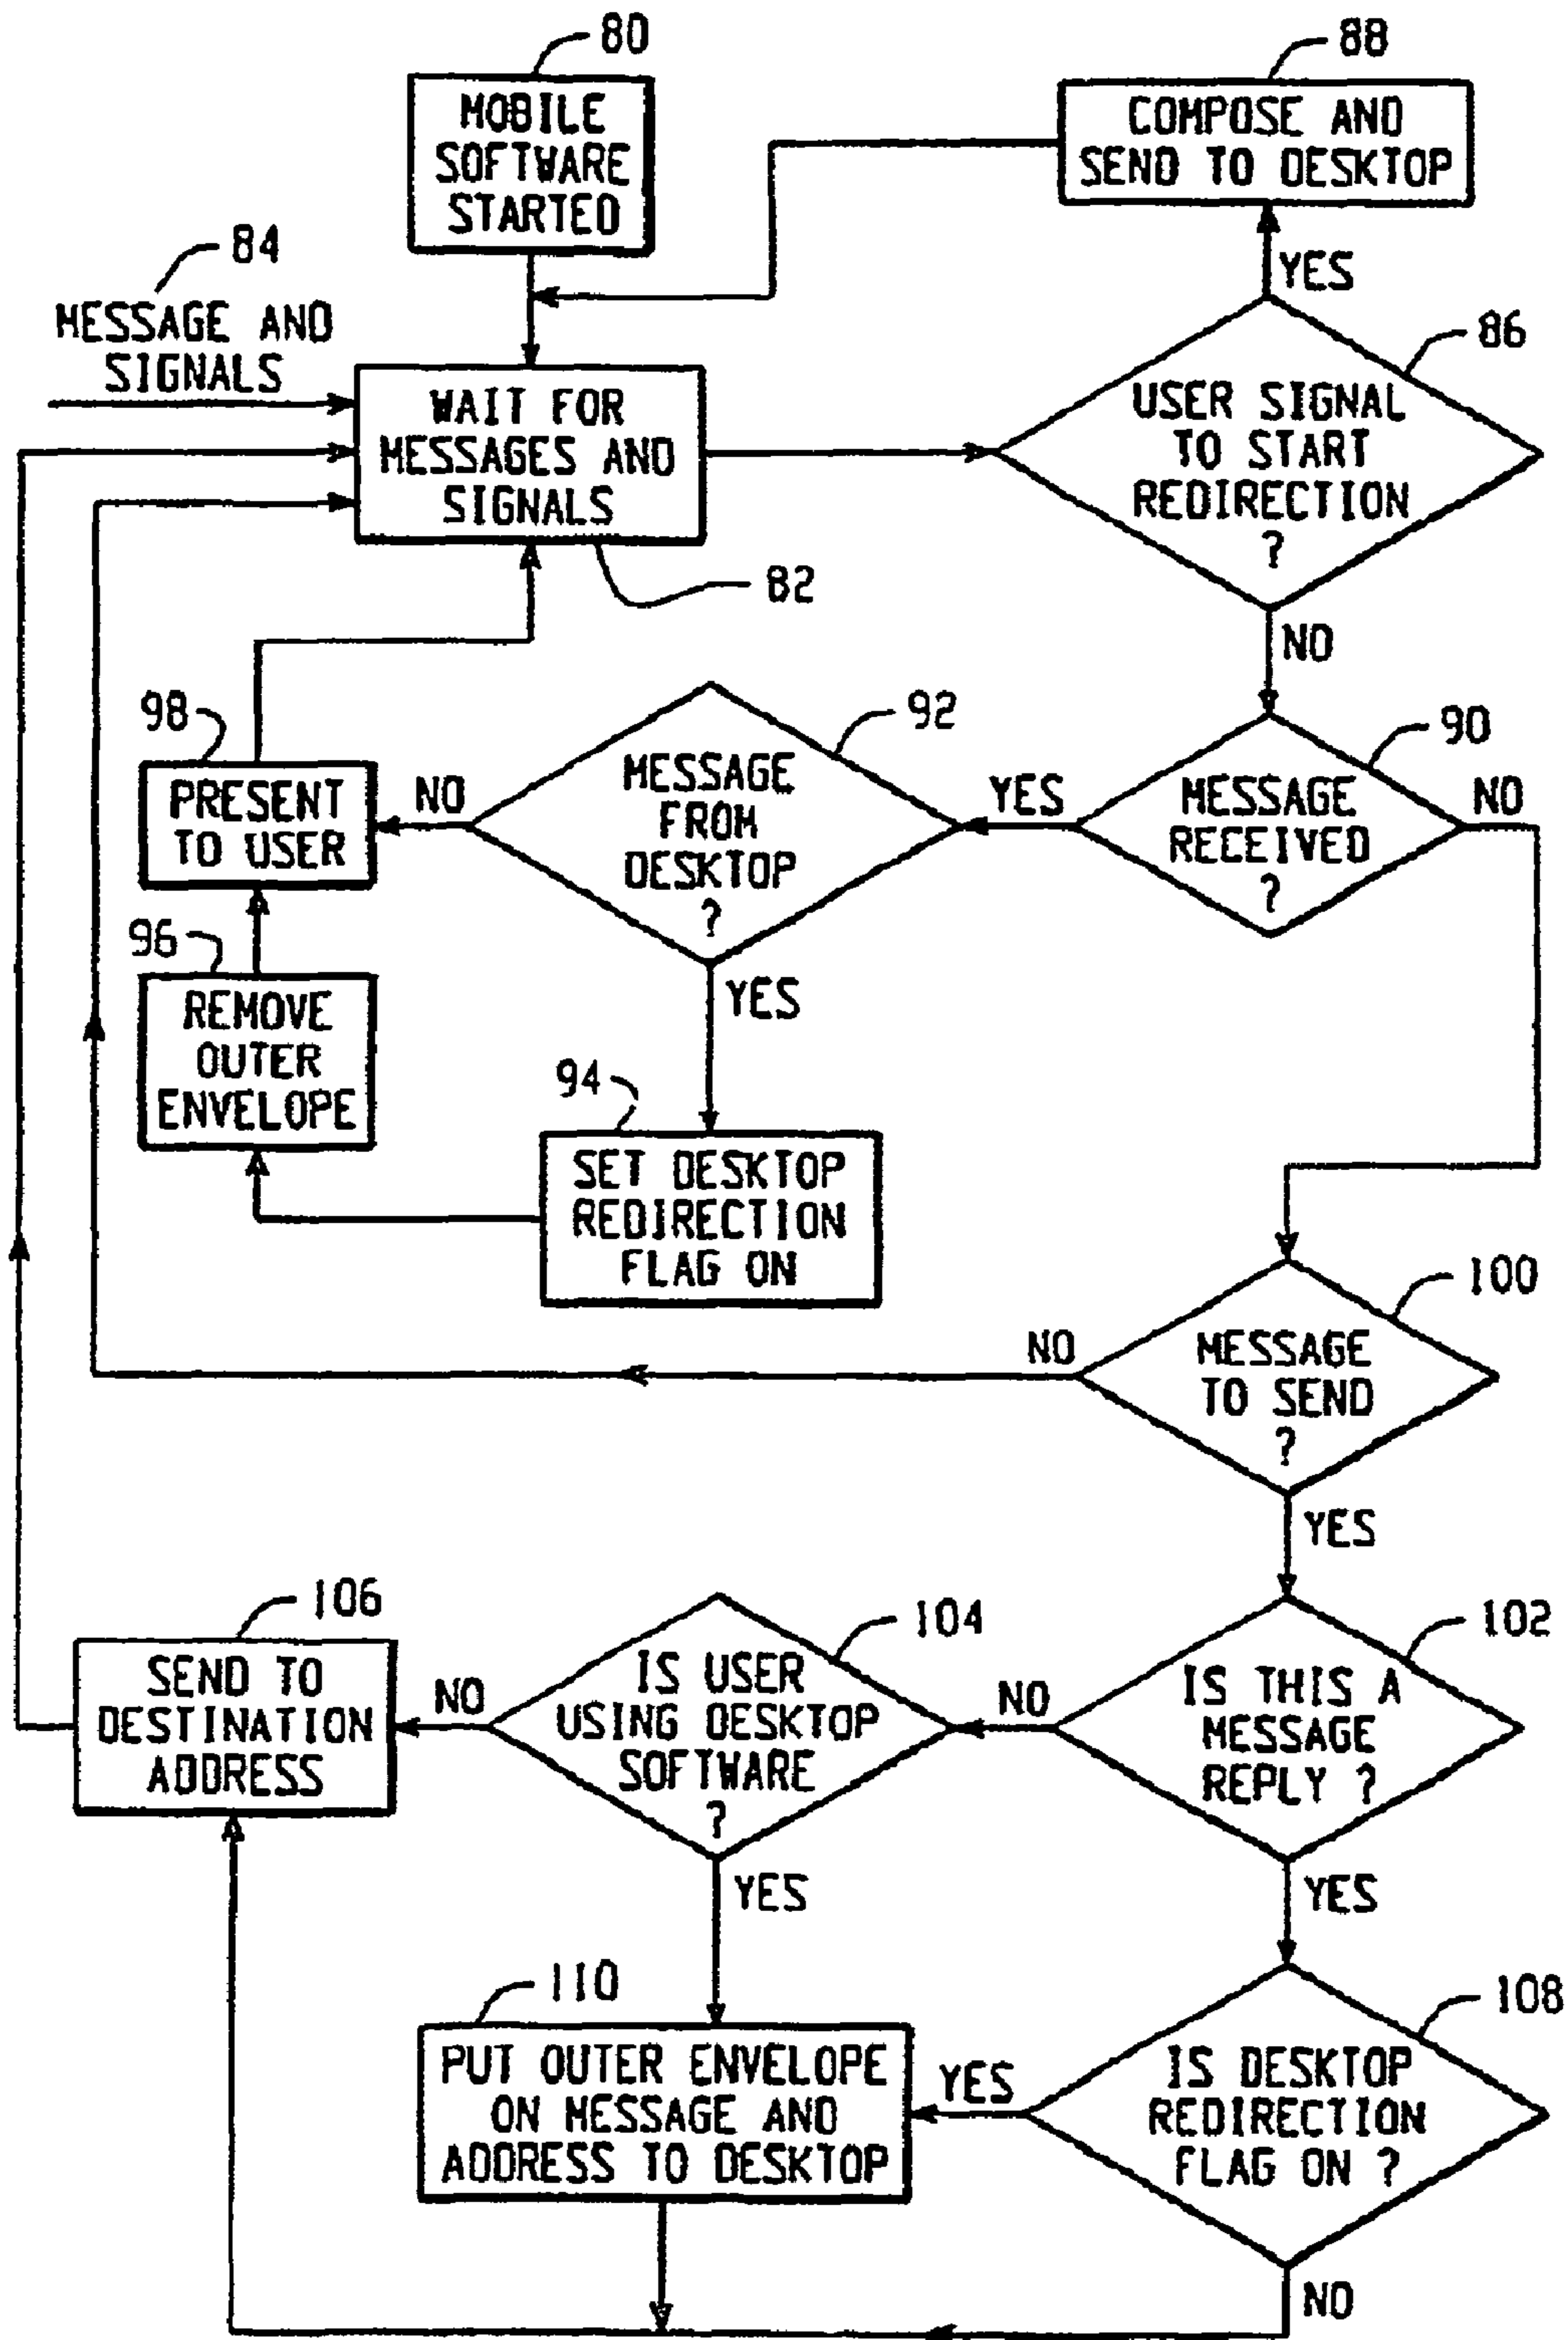 80
MOBILE
SOFTWARE
STARTED
88
COMPOSE AND
SEND TO DESKTOP
84
MESSAGE AND
SIGNALS
YES
86
USER SIGNAL
TO START
REDIRECTION
?
WAIT FOR
MESSAGES AND
SIGNALS
82
NO
98
PRESENT
TO USER
NO
92
MESSAGE
FROM
DESKTOP
?
YES
90
MESSAGE
RECEIVED
?
NO
96
REMOVE
OUTER
ENVELOPE
YES
94
SET DESKTOP
REDIRECTION
FLAG ON
100
MESSAGE
TO SEND
?
NO
YES
106
SEND TO
DESTINATION
ADDRESS
NO
104
IS USER
USING DESKTOP
SOFTWARE
?
NO
102
IS THIS A
MESSAGE
REPLY ?
YES
YES
110
PUT OUTER ENVELOPE
ON MESSAGE AND
ADDRESS TO DESKTOP
YES
108
IS DESKTOP
REDIRECTION
FLAG ON ?
NO